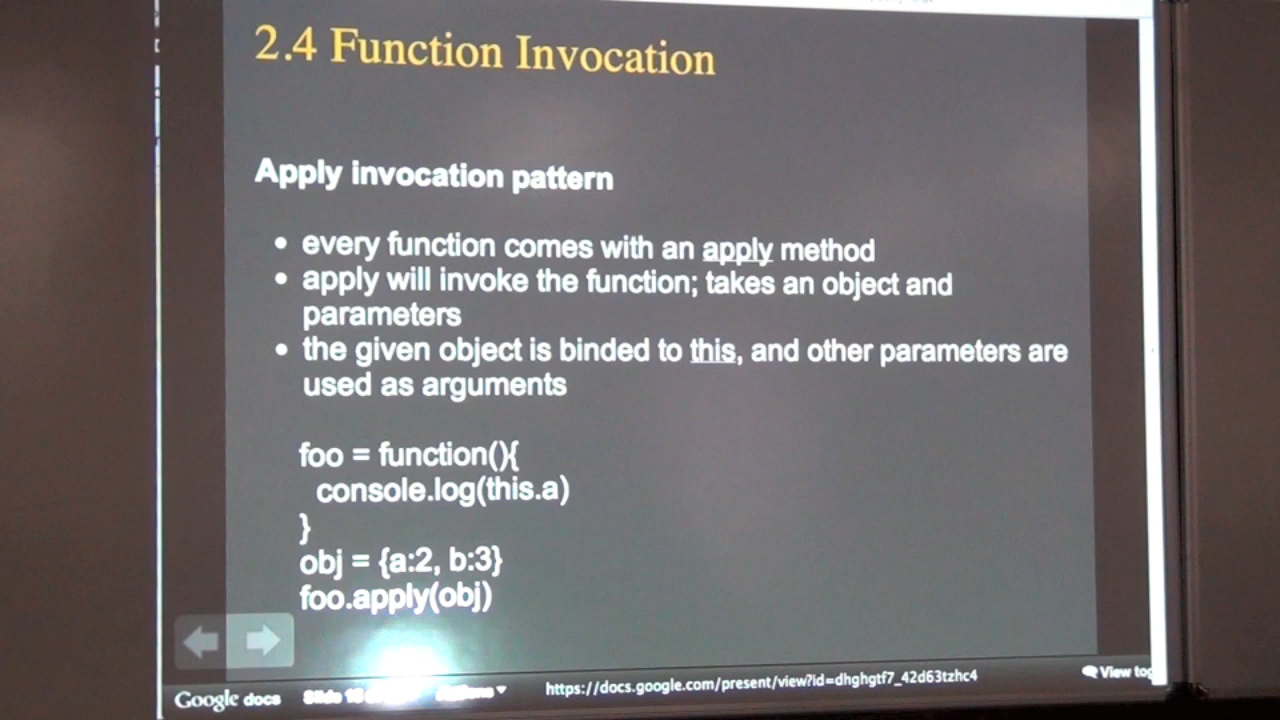 2.4 Function Invocation
Apply invocation pattern
• every function comes with an apply method
• apply will invoke the function; takes an object and
parameters
• the given object is binded to this, and other parameters are
used as arguments
foo = function(){
console.log(this.a)
}
obj = {a:2, b:3}
foo.apply(obj)
Google docs
Slide
https://docs.google.com/present/view?id=dhghgtf7_42d63tzhc4
View tog